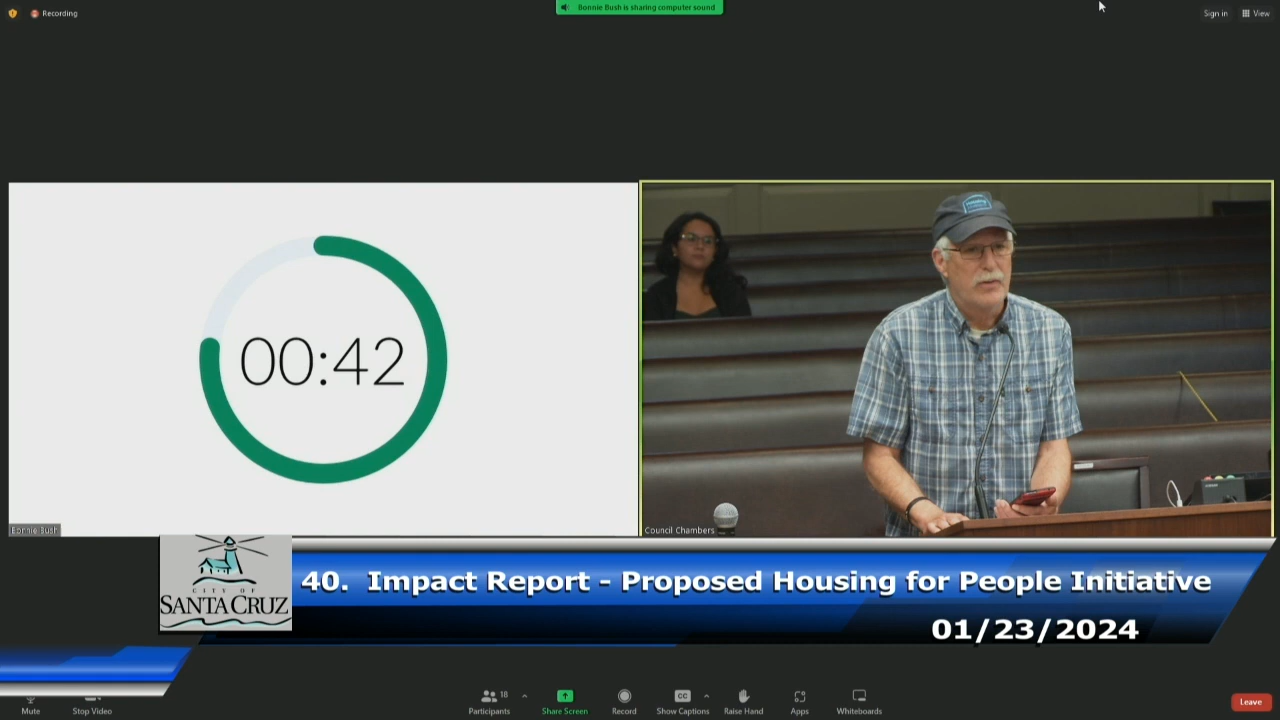 Recording
Bonnie Bush is sharing computer sound
Sign in
View
00:42
Bonnie Bush
Council Chambers
CITY OF
SANTA CRUZ
40. Impact Report - Proposed Housing for People Initiative
01/23/2024
Mute
Stop Video
Participants
18
Share Screen
CC
Show Captions
Record
Raise Hand
Apps
Whiteboards
Leave